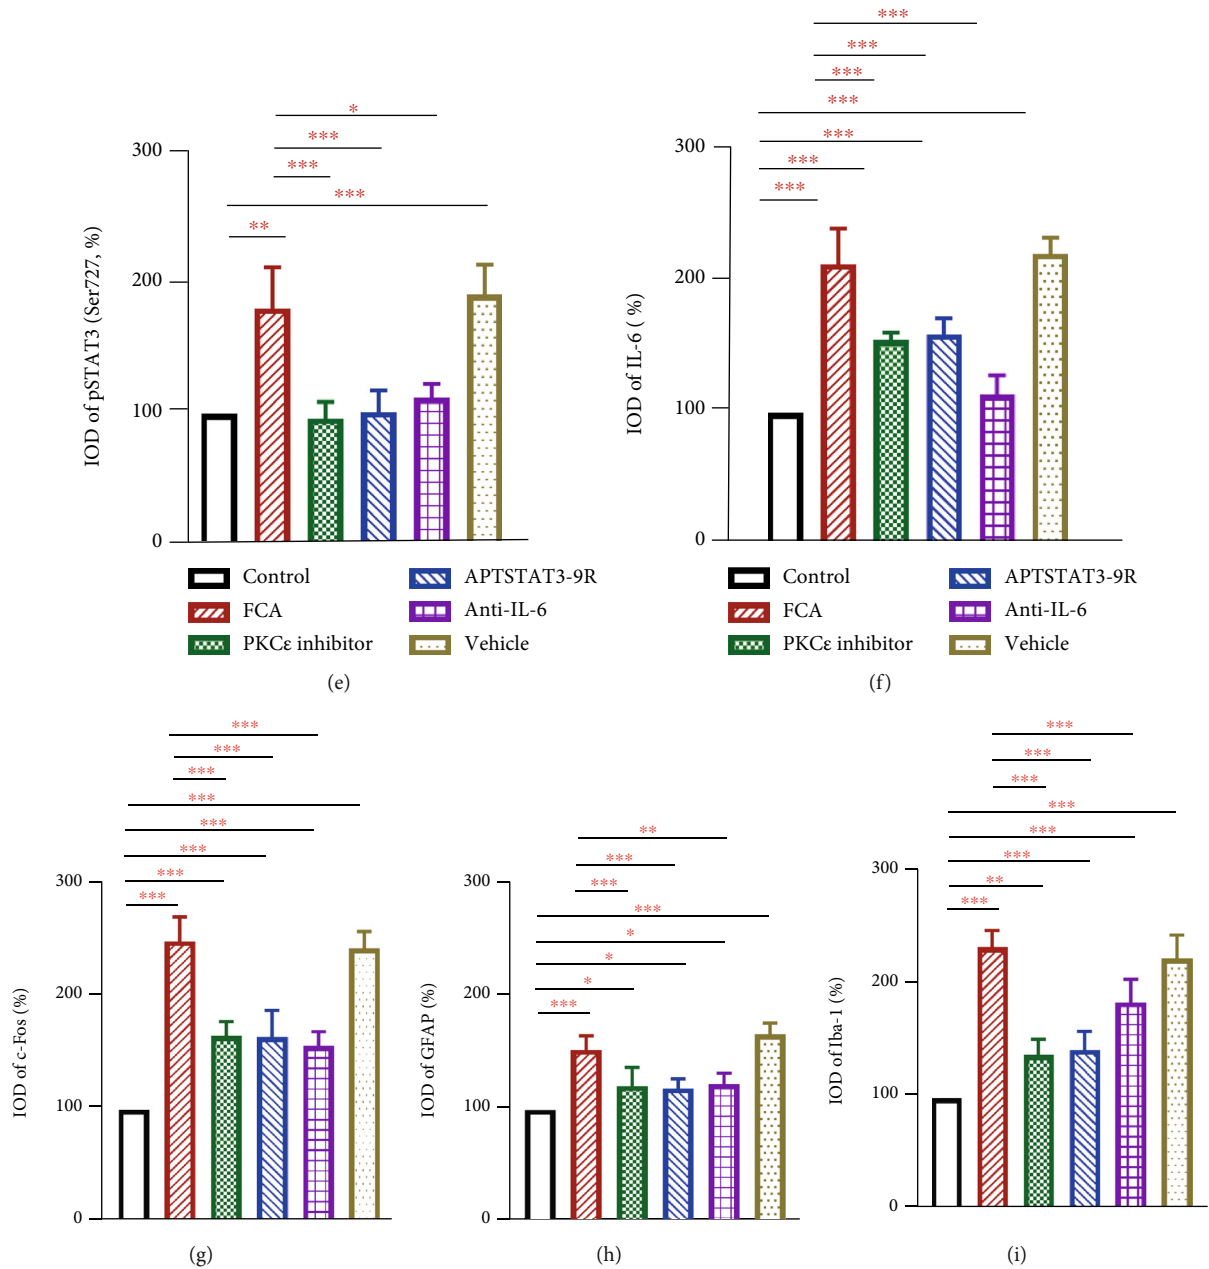 ***
***
***
***
***
***
***
300
200
100
0
IOD of IL-6 ( %)
*
***
***
***
**
300
200
100
0
IOD of pSTAT3 (Ser727, %)
Control
FCA
PKCε inhibitor
APTSTAT3-9R
Anti-IL-6
Vehicle
(e)
Control
FCA
PKCε inhibitor
APTSTAT3-9R
Anti-IL-6
Vehicle
(f)
***
***
***
***
***
***
***
***
300
200
100
0
IOD of c-Fos (%)
(g)
**
***
***
***
*
*
*
***
300
200
100
0
IOD of GFAP (%)
(h)
***
***
***
***
***
***
**
***
300
200
100
0
IOD of Iba-1 (%)
(i)